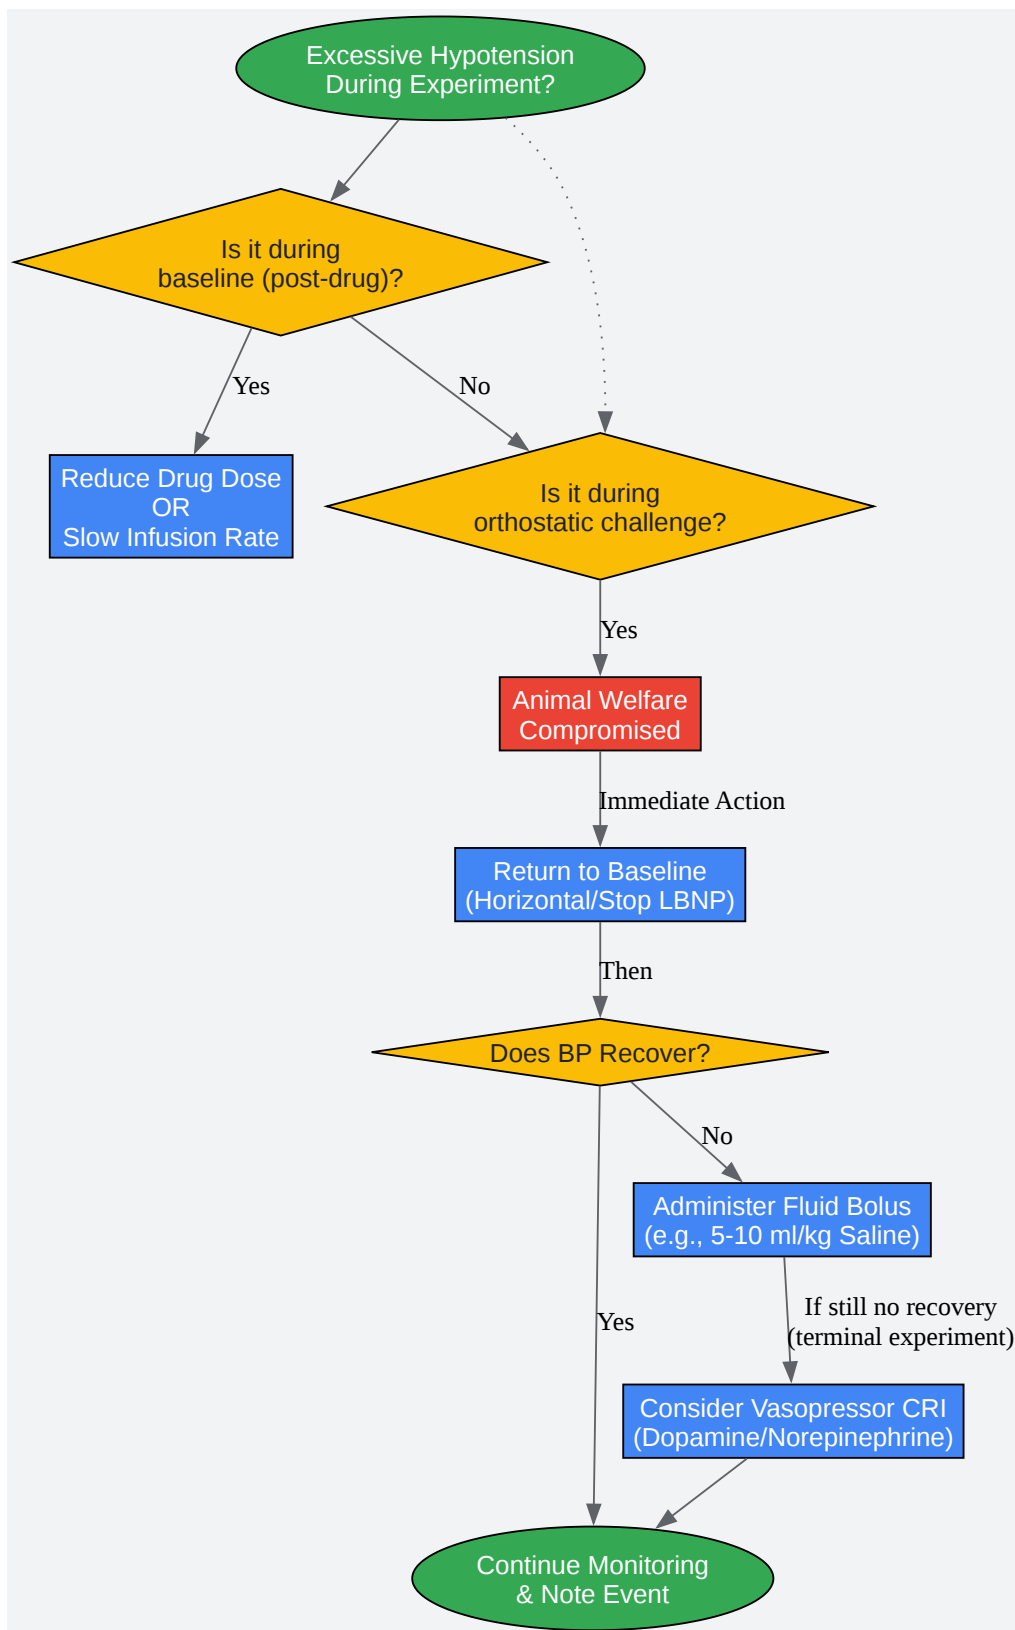 Excessive Hypotension
During Experiment?
Is it during
baseline (post-drug)?
Yes
No
Reduce Drug Dose
OR
Slow Infusion Rate
Is it during
orthostatic challenge?
Yes
Animal Welfare
Compromised
Immediate Action
Return to Baseline
(Horizontal/Stop LBNP)
Then
Does BP Recover?
No
Administer Fluid Bolus
(e.g., 5-10 ml/kg Saline)
If still no recovery
(terminal experiment)
Yes
Consider Vasopressor CRI
(Dopamine/Norepinephrine)
Continue Monitoring
& Note Event